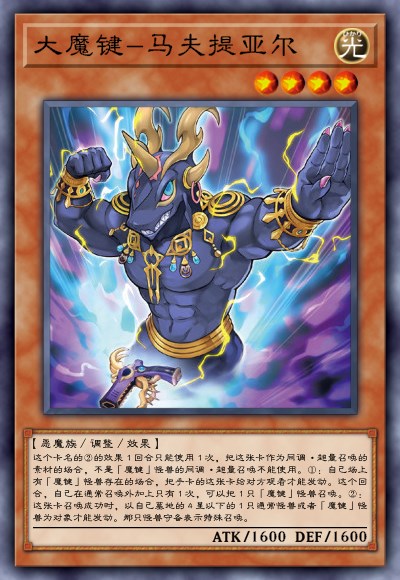 大魔键-马夫提亚尔
光
【恶魔族/调整/效果】
这个卡名的②的效果1回合只能使用1次，把这张卡作为同调·超量召唤的
素材的场合，不是「魔键」怪兽的同调·超量召唤不能使用。①：自己场上
有「魔键」怪兽存在的场合，把手卡的这张卡给对方观看才能发动。这个回
合，自己在通常召唤外加上只有1次，可以把1只「魔键」怪兽召唤。②：
这张卡召唤成功时，以自己墓地的4星以下的1只通常怪兽或者「魔键」怪
兽为对象才能发动。那只怪兽守备表示特殊召唤。
ATK/1600 DEF/1600